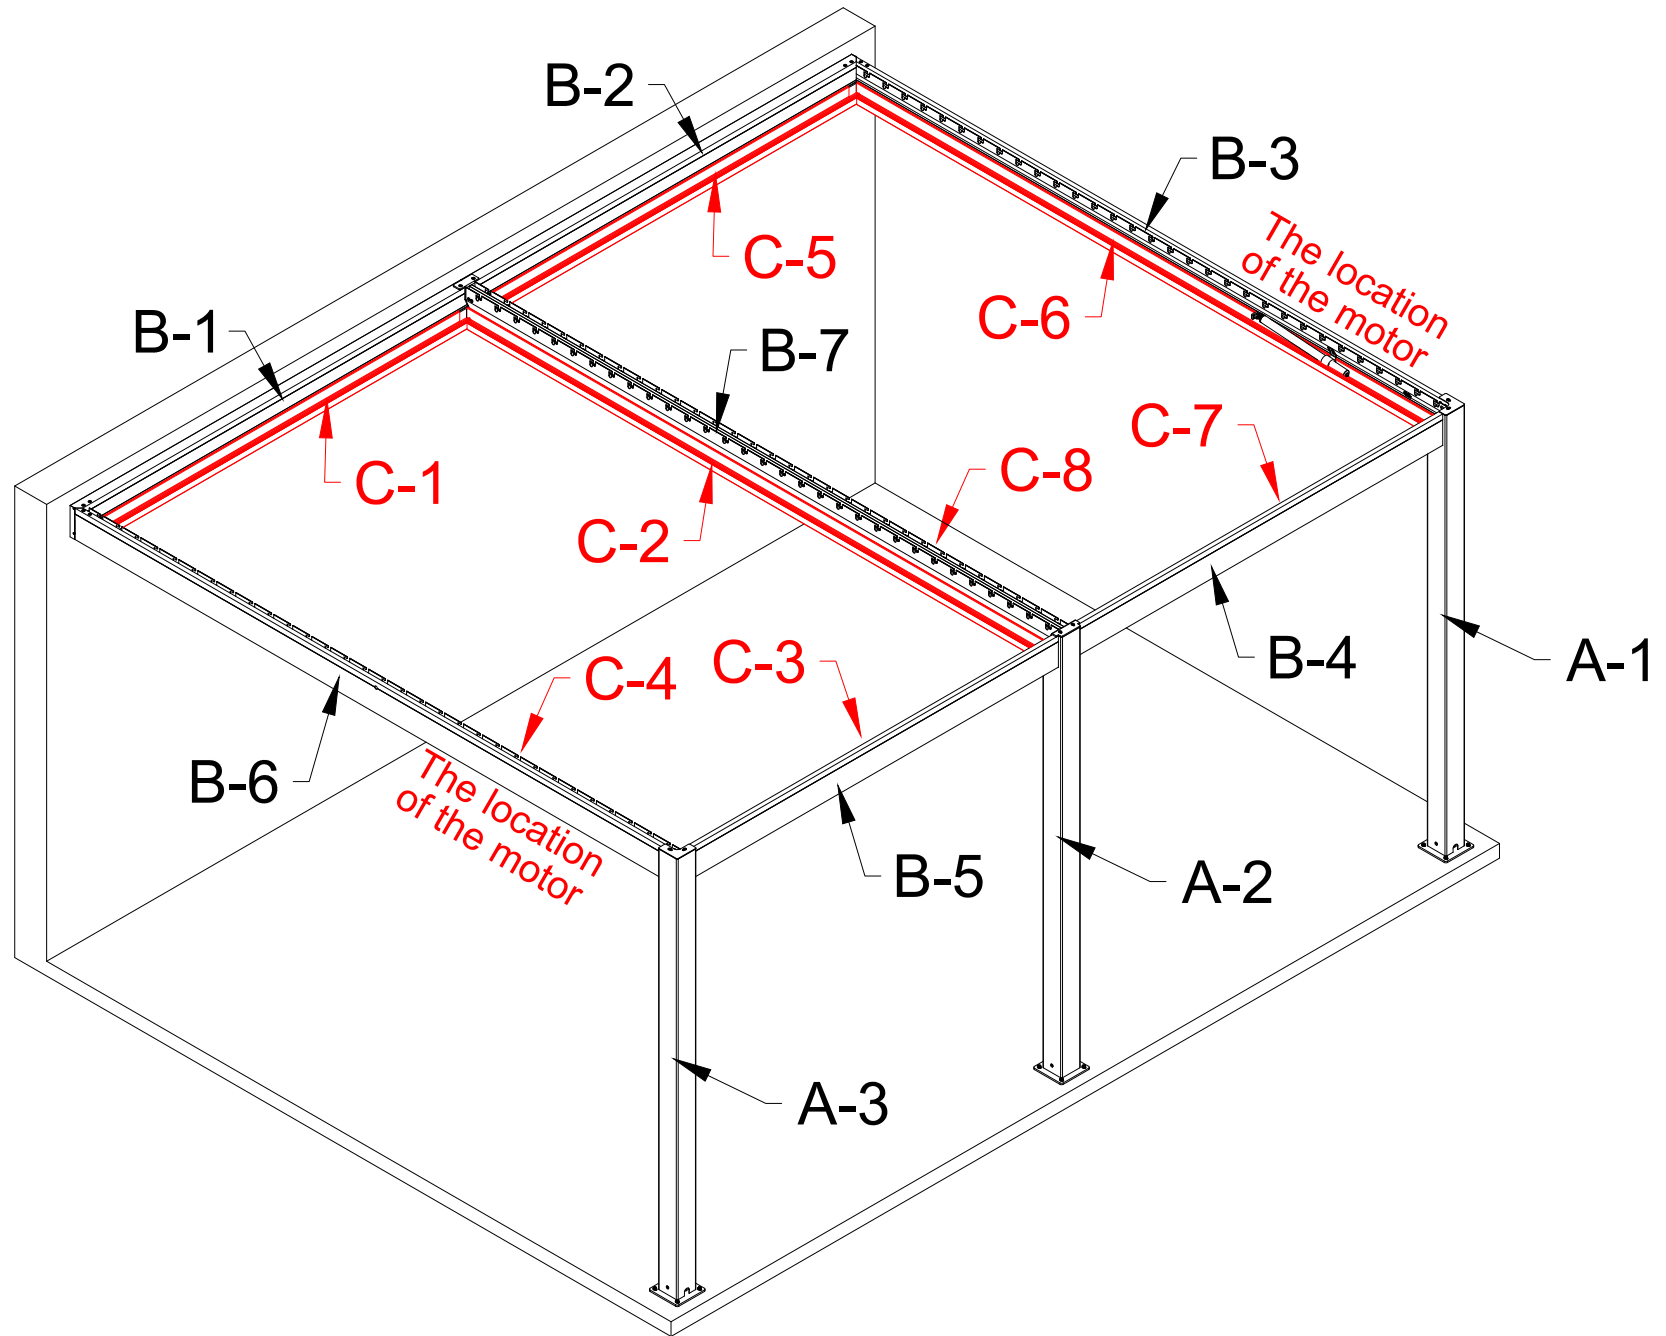 B-2
B-3
The location
of the motor
C-5
C-6
B-1
B-7
C-7
C-8
C-1
C-2
C-3
C-4
B-4
A-1
B-6
The location
of the motor
B-5
A-2
A-3